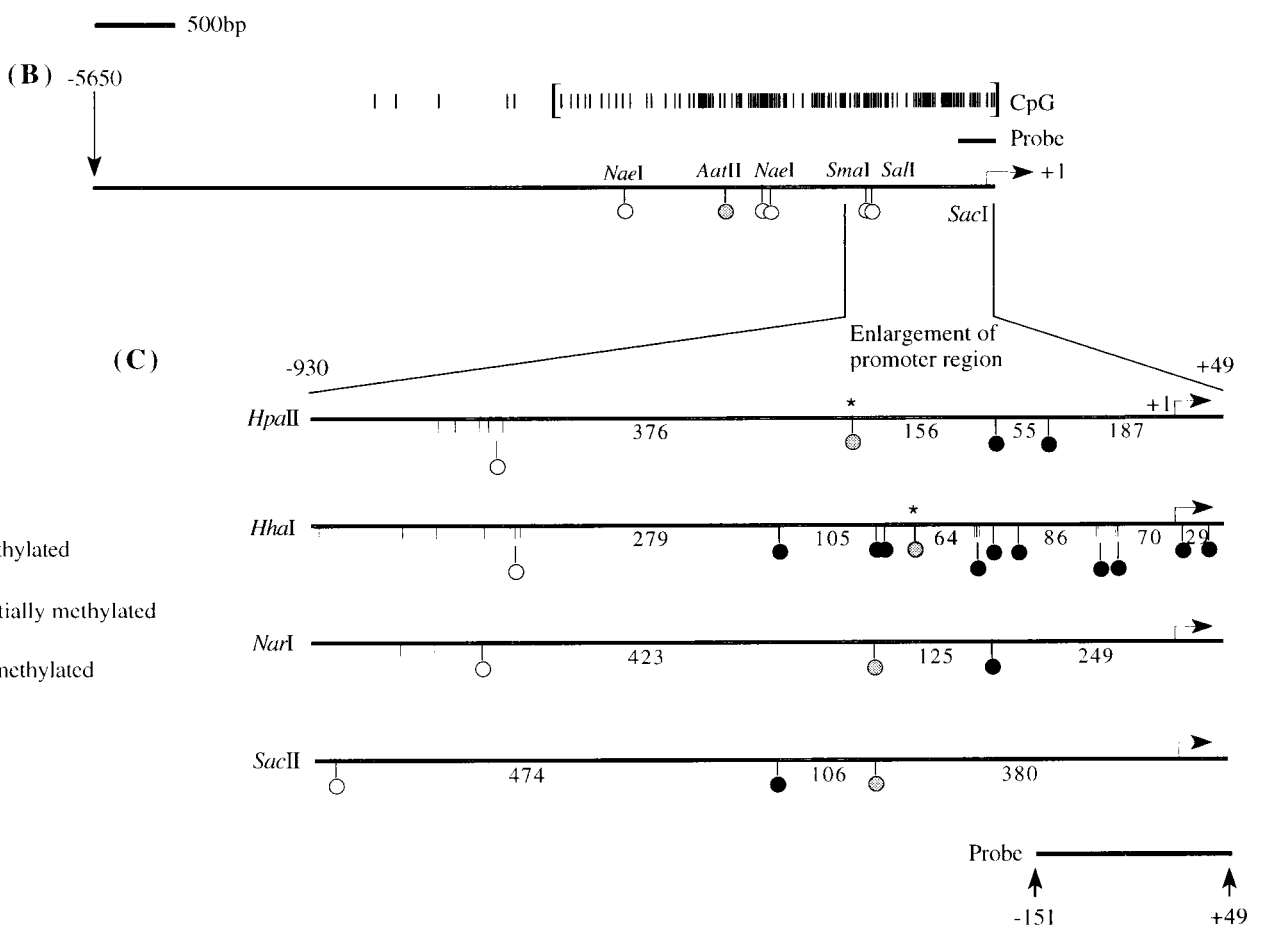 500bp
(B) -5650
CpG
Probe
NaeI AatII NaeI SmaI SalI
+1
SacI
Enlargement of
promoter region
(C)
-930
+49
*
+1
HpaII
376 156 55 187
*
HhaI
279 105 64 86 70 29
thylated
tially methylated
NarI
423 125 249
nethylated
SacII
474 106 380
Probe
-151 +49